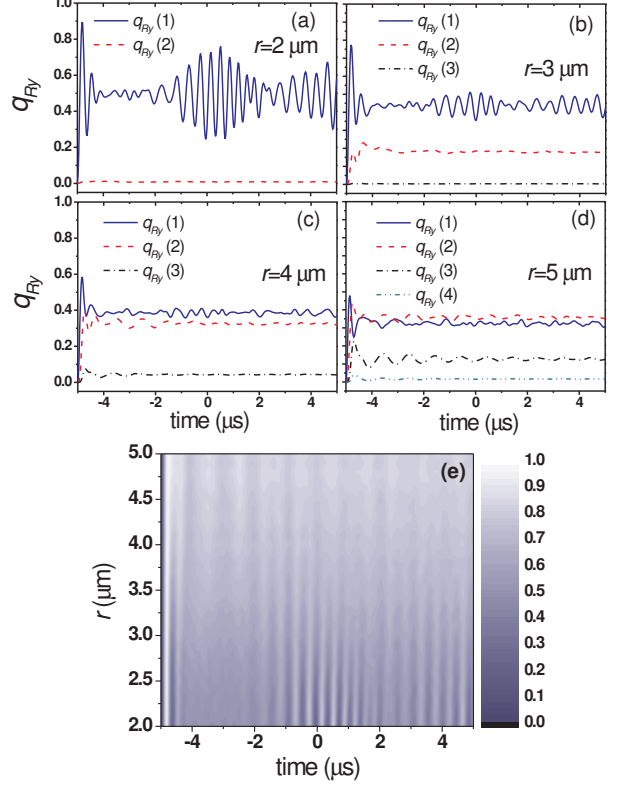 1.0
0.8
0.6
0.4
0.2
0.0
q_Ry
q_Ry (1)
q_Ry (2)
(a)
r=2 μm
q_Ry (1)
q_Ry (2)
q_Ry (3)
(b)
r=3 μm
1.0
0.8
0.6
0.4
0.2
0.0
q_Ry
q_Ry (1)
q_Ry (2)
q_Ry (3)
(c)
r=4 μm
-4 -2 0 2 4
time (μs)
q_Ry (1)
q_Ry (2)
q_Ry (3)
q_Ry (4)
(d)
r=5 μm
-4 -2 0 2 4
time (μs)
5.0
4.5
4.0
3.5
3.0
2.5
2.0
r (μm)
(e)
-4 -2 0 2 4
time (μs)
1.0
0.9
0.8
0.7
0.6
0.5
0.4
0.3
0.2
0.1
0.0